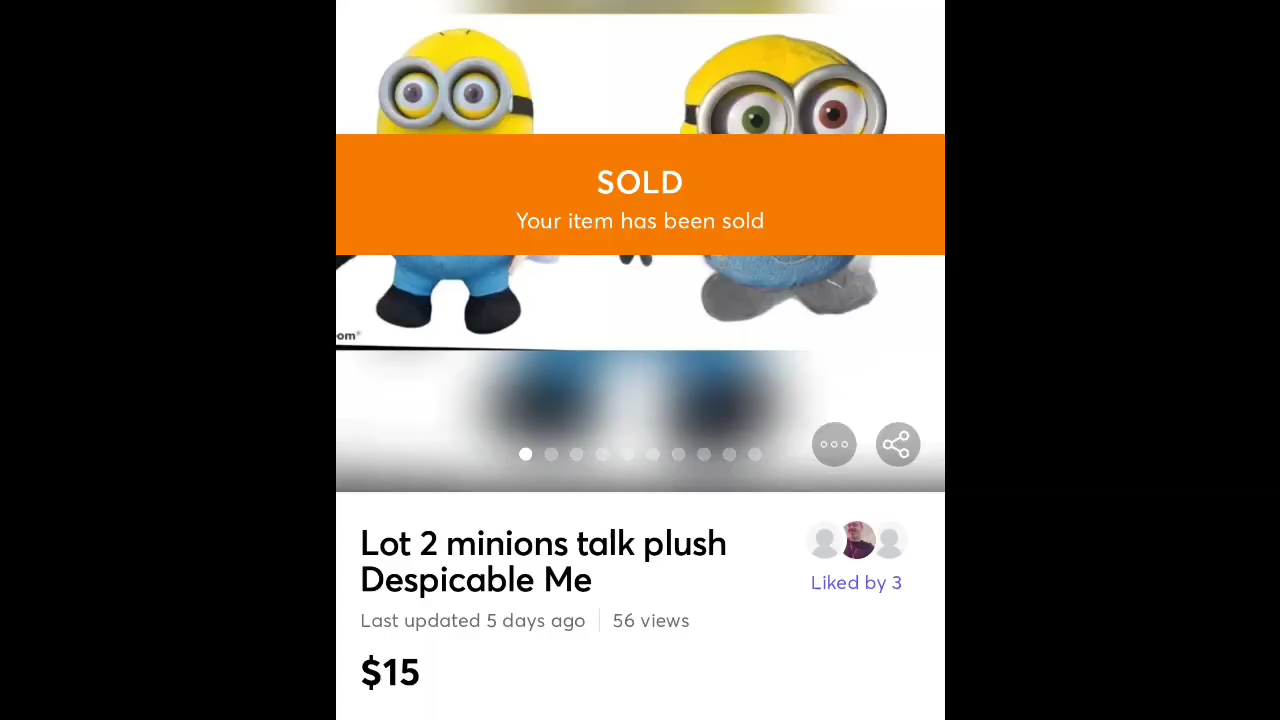 SOLD
Your item has been sold
om®
Lot 2 minions talk plush
Despicable Me
Liked by 3
Last updated 5 days ago | 56 views
$15